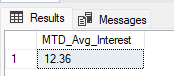 Results Messages
MTD_Avg_Interest
1 12.36